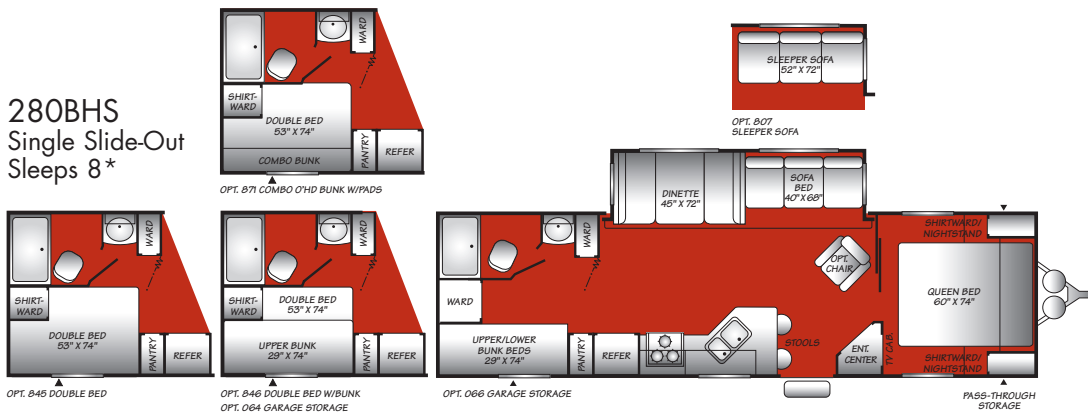 280BHS
Single Slide-Out
Sleeps 8*
WARD
SHIRT-
WARD
DOUBLE BED
53" X 74"
COMBO BUNK
PANTRY
REFER
OPT. 871 COMBO O'HD BUNK W/PADS
SLEEPER SOFA
52" X 72"
OPT. 807
SLEEPER SOFA
WARD
SHIRT-
WARD
DOUBLE BED
53" X 74"
PANTRY
REFER
OPT. 845 DOUBLE BED
WARD
SHIRT-
WARD
DOUBLE BED
53" X 74"
UPPER BUNK
29" X 74"
PANTRY
REFER
OPT. 846 DOUBLE BED W/BUNK
OPT. 064 GARAGE STORAGE
WARD
WARD
UPPER/LOWER
BUNK BEDS
29" X 74"
PANTRY
REFER
OPT. 066 GARAGE STORAGE
DINETTE
45" X 72"
SOFA
BED
40" X 68"
OPT.
CHAIR
STOOLS
ENT.
CENTER
TV CAB.
SHIRTWARD/
NIGHTSTAND
QUEEN BED
60" X 74"
SHIRTWARD/
NIGHTSTAND
PASS-THROUGH
STORAGE